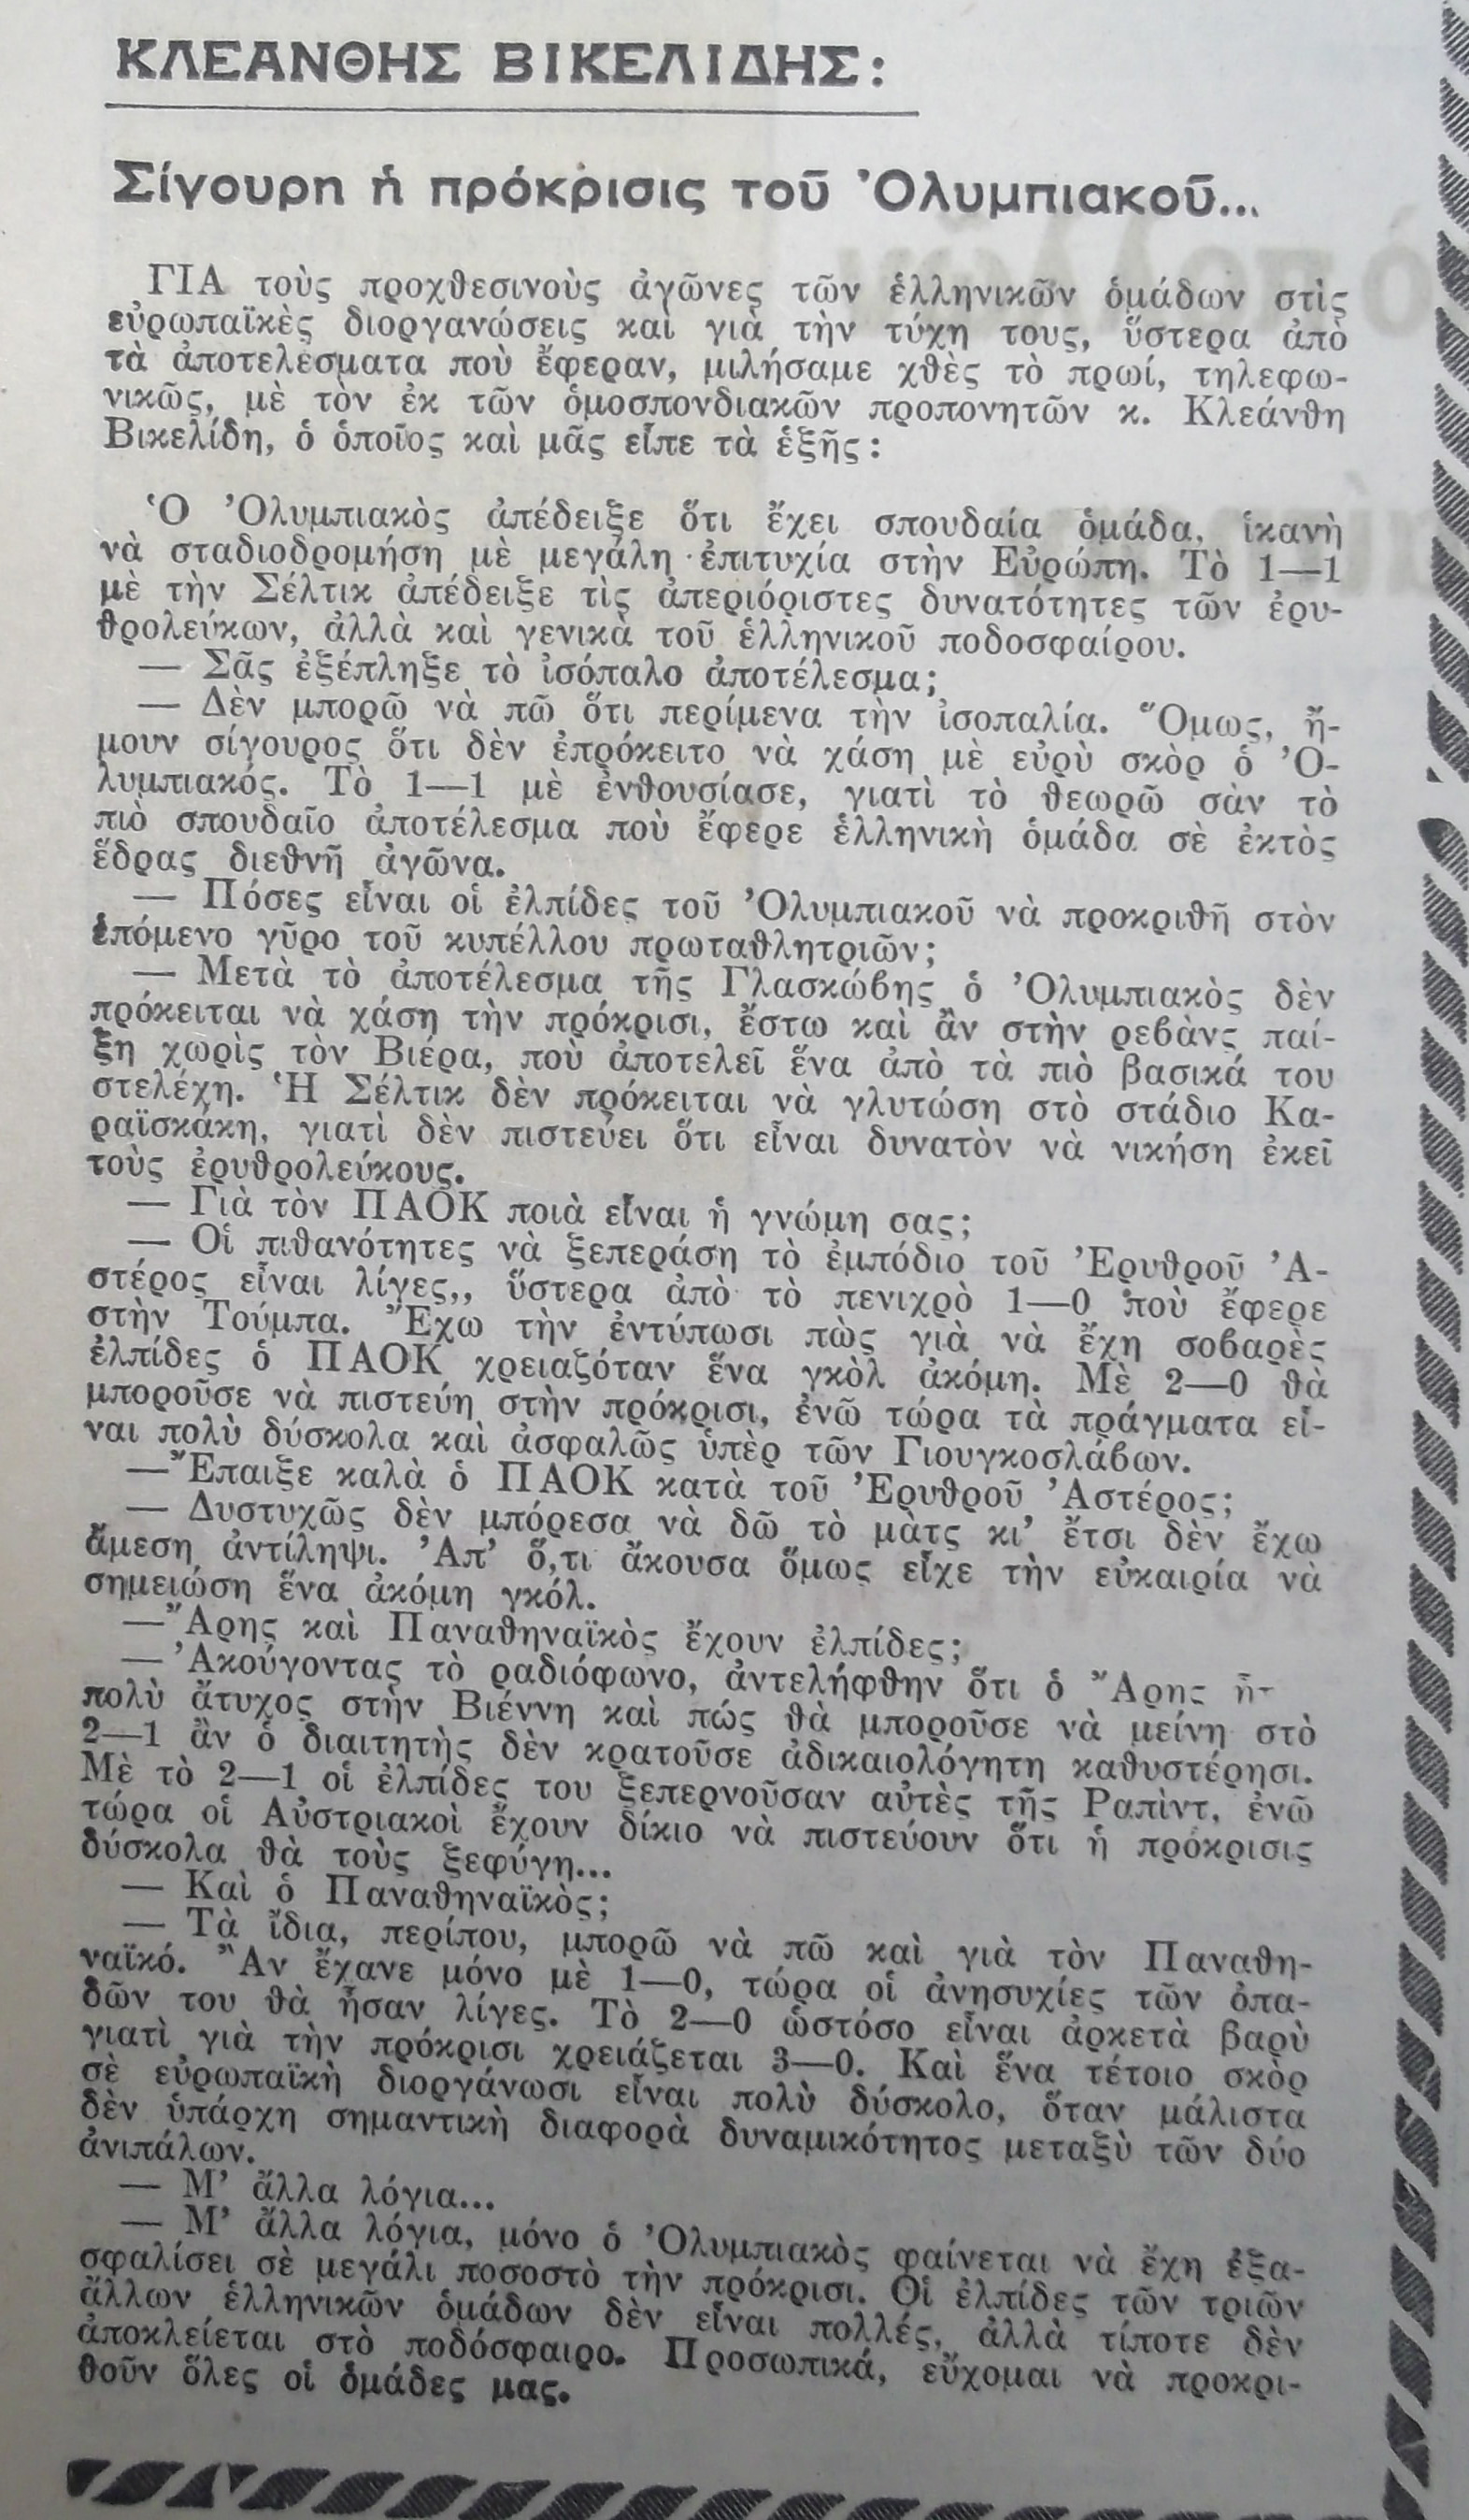 ΚΛΕΑΝΘΗΣ ΒΙΚΕΛΙΔΗΣ:
Σίγουρη ἡ πρόκρισις τοῦ Ὀλυμπιακοῦ...
ΓΙΑ τοὺς προχθεσινοὺς ἀγῶνες τῶν ἑλληνικῶν ὁμάδων στὶς
εὐρωπαϊκὲς διοργανώσεις καὶ γιὰ τὴν τύχη τους, ὕστερα ἀπὸ
τὰ ἀποτελέσματα ποὺ ἔφεραν, μιλήσαμε χθὲς τὸ πρωί, τηλεφω-
νικῶς, μὲ τὸν ἐκ τῶν ὁμοσπονδιακῶν προπονητῶν κ. Κλεάνθη
Βικελίδη, ὁ ὁποῖος καὶ μᾶς εἶπε τὰ ἑξῆς:
Ὁ Ὀλυμπιακὸς ἀπέδειξε ὅτι ἔχει σπουδαία ὁμάδα, ἱκανὴ
νὰ σταδιοδρομήση μὲ μεγάλη ἐπιτυχία στὴν Εὐρώπη. Τὸ 1—1
μὲ τὴν Σέλτικ ἀπέδειξε τὶς ἀπεριόριστες δυνατότητες τῶν ἐρυ-
θρολεύκων, ἀλλὰ καὶ γενικὰ τοῦ ἑλληνικοῦ ποδοσφαίρου.
— Σᾶς ἐξέπληξε τὸ ἰσόπαλο ἀποτέλεσμα;
— Δὲν μπορῶ νὰ πῶ ὅτι περίμενα τὴν ἰσοπαλία. Ὅμως, ἤ-
μουν σίγουρος ὅτι δὲν ἐπρόκειτο νὰ χάση μὲ εὐρὺ σκὸρ ὁ Ὀ-
λυμπιακός. Τὸ 1—1 μὲ ἐνθουσίασε, γιατὶ τὸ θεωρῶ σὰν τὸ
πιὸ σπουδαῖο ἀποτέλεσμα ποὺ ἔφερε ἑλληνικὴ ὁμάδα σὲ ἐκτὸς
ἕδρας διεθνῆ ἀγῶνα.
— Πόσες εἶναι οἱ ἐλπίδες τοῦ Ὀλυμπιακοῦ νὰ προκριθῆ στὸν
ἑπόμενο γῦρο τοῦ κυπέλλου πρωταθλητριῶν;
— Μετὰ τὸ ἀποτέλεσμα τῆς Γλασκώβης ὁ Ὀλυμπιακὸς δὲν
πρόκειται νὰ χάση τὴν πρόκρισι, ἔστω καὶ ἂν στὴν ρεβὰνς παί-
ξη χωρὶς τὸν Βιέρα, ποὺ ἀποτελεῖ ἕνα ἀπὸ τὰ πιὸ βασικά του
στελέχη. Ἡ Σέλτικ δὲν πρόκειται νὰ γλυτώση στὸ στάδιο Κα-
ραϊσκάκη, γιατὶ δὲν πιστεύει ὅτι εἶναι δυνατὸν νὰ νικήση ἐκεῖ
τοὺς ἐρυθρολεύκους.
— Γιὰ τὸν ΠΑΟΚ ποιὰ εἶναι ἡ γνώμη σας;
— Οἱ πιθανότητες νὰ ξεπεράση τὸ ἐμπόδιο τοῦ Ἐρυθροῦ Ἀ-
στέρος εἶναι λίγες,, ὕστερα ἀπὸ τὸ πενιχρὸ 1—0 ποὺ ἔφερε
στὴν Τούμπα. Ἔχω τὴν ἐντύπωσι πὼς γιὰ νὰ ἔχη σοβαρὲς
ἐλπίδες ὁ ΠΑΟΚ χρειαζόταν ἕνα γκὸλ ἀκόμη. Μὲ 2—0 θὰ
μποροῦσε νὰ πιστεύη στὴν πρόκρισι, ἐνῶ τώρα τὰ πράγματα εἶ-
ναι πολὺ δύσκολα καὶ ἀσφαλῶς ὑπὲρ τῶν Γιουγκοσλάβων.
—Ἔπαιξε καλὰ ὁ ΠΑΟΚ κατὰ τοῦ Ἐρυθροῦ Ἀστέρος;
— Δυστυχῶς δὲν μπόρεσα νὰ δῶ τὸ μὰτς κι' ἔτσι δὲν ἔχω
ἄμεση ἀντίληψι. Ἀπ' ὅ,τι ἄκουσα ὅμως εἶχε τὴν εὐκαιρία νὰ
σημειώση ἕνα ἀκόμη γκόλ.
—Ἄρης καὶ Παναθηναϊκὸς ἔχουν ἐλπίδες;
— Ἀκούγοντας τὸ ραδιόφωνο, ἀντελήφθην ὅτι ὁ Ἄρης
πολὺ ἄτυχος στὴν Βιέννη καὶ πώς θὰ μποροῦσε νὰ μείνη στὸ
2—1 ἂν ὁ διαιτητὴς δὲν κρατοῦσε ἀδικαιολόγητη καθυστέρησι.
Μὲ τὸ 2—1 οἱ ἐλπίδες του ξεπερνοῦσαν αὐτὲς τῆς Ραπὶντ, ἐνῶ
τώρα οἱ Αὐστριακοὶ ἔχουν δίκιο νὰ πιστεύουν ὅτι ἡ πρόκρισις
δύσκολα θὰ τοὺς ξεφύγη...
— Καὶ ὁ Παναθηναϊκὸς;
— Τὰ ἴδια, περίπου, μπορῶ νὰ πῶ καὶ γιὰ τὸν Παναθη-
ναϊκό. Ἂν ἔχανε μόνο μὲ 1—0, τώρα οἱ ἀνησυχίες τῶν ὀπα-
δῶν του θὰ ἦσαν λίγες. Τὸ 2—0 ὡστόσο εἶναι ἀρκετὰ βαρὺ
γιατὶ γιὰ τὴν πρόκρισι χρειάζεται 3—0. Καὶ ἕνα τέτοιο σκὸρ
σὲ εὐρωπαϊκὴ διοργάνωσι εἶναι πολὺ δύσκολο, ὅταν μάλιστα
δὲν ὑπάρχη σημαντικὴ διαφορὰ δυναμικότητος μεταξὺ τῶν δύο
ἀνιπάλων.
— Μ' ἄλλα λόγια...
— Μ' ἄλλα λόγια, μόνο ὁ Ὀλυμπιακὸς φαίνεται νὰ ἔχη ἐξα-
σφαλίσει σὲ μεγάλι ποσοστὸ τὴν πρόκρισι. Οἱ ἐλπίδες τῶν τριῶν
ἄλλων ἑλληνικῶν ὁμάδων δὲν εἶναι πολλές, ἀλλὰ τίποτε δὲν
ἀποκλείεται στὸ ποδόσφαιρο. Προσωπικά, εὔχομαι νὰ προκρι-
θοῦν ὅλες οἱ ὁμάδες μας.